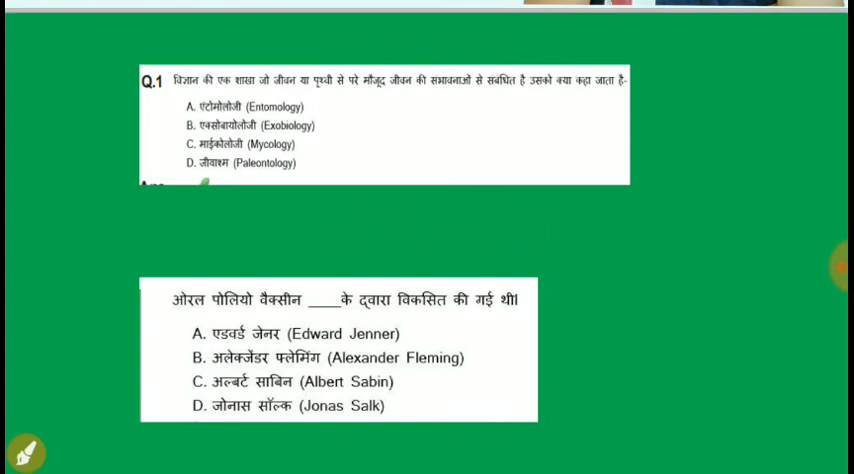 Q.1 विज्ञान की एक शाखा जो जीवन या पृथ्वी से परे मौजूद जीवन की संभावनाओं से संबंधित है उसको क्या कहा जाता है-
A. एंटोमोलोजी (Entomology)
B. एक्सोबायोलोजी (Exobiology)
C. माईकोलोजी (Mycology)
D. जीवाश्म (Paleontology)
ओरल पोलियो वैक्सीन ____के द्वारा विकसित की गई थी।
A. एडवर्ड जेनर (Edward Jenner)
B. अलेक्जेंडर फ्लेमिंग (Alexander Fleming)
C. अल्बर्ट साबिन (Albert Sabin)
D. जोनास सॉल्क (Jonas Salk)